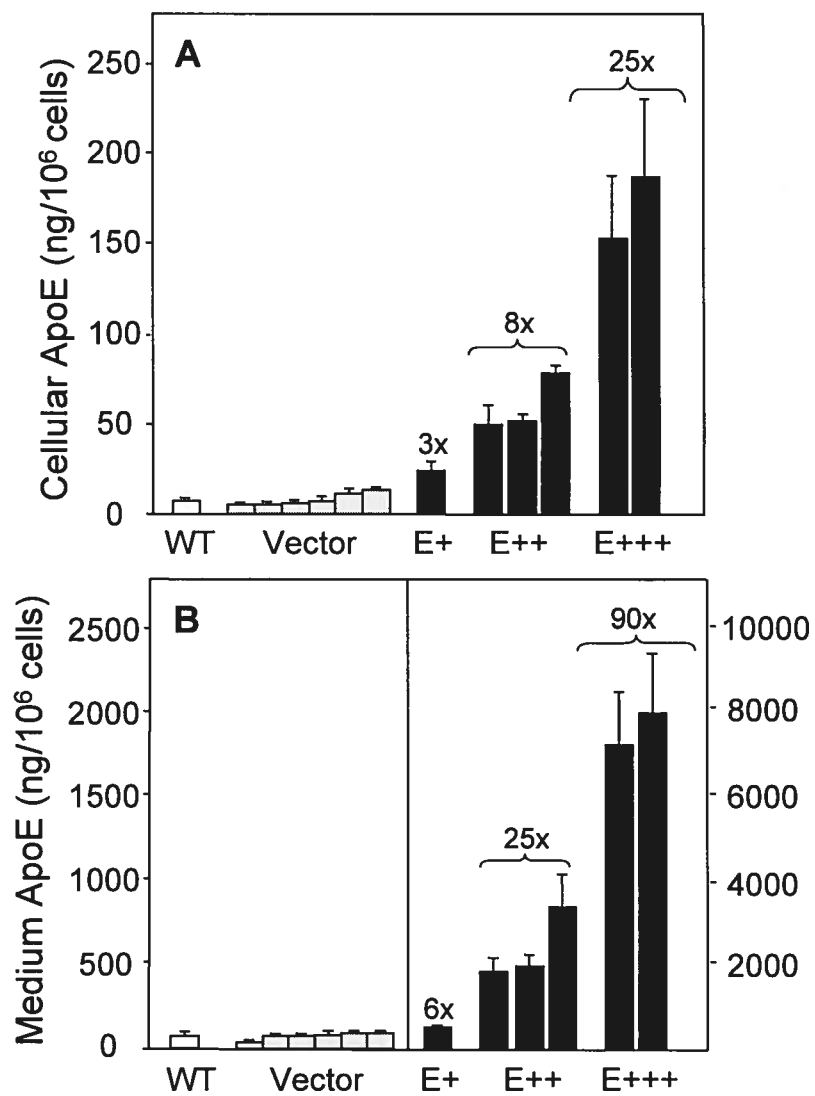 A
Cellular ApoE (ng/10⁶ cells)
250
200
150
100
50
0
3x
8x
25x
WT Vector E+ E++ E+++
B
Medium ApoE (ng/10⁶ cells)
2500
2000
1500
1000
500
0
6x
25x
90x
10000
8000
6000
4000
2000
WT Vector E+ E++ E+++